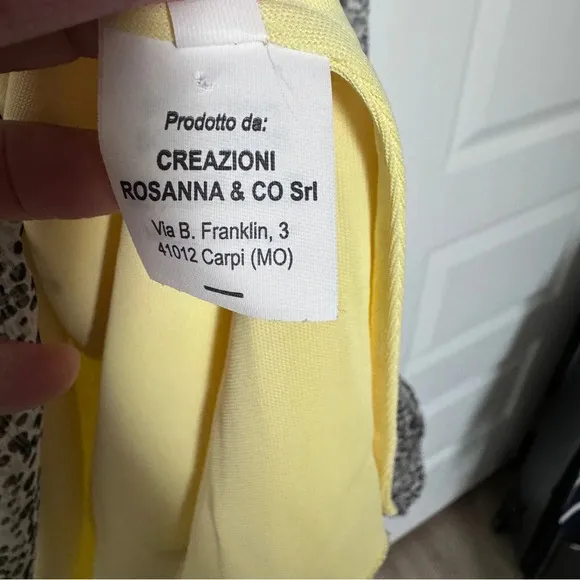 Prodotto da:
CREAZIONI
ROSANNA & CO Srl
Via B. Franklin, 3
41012 Carpi (MO)